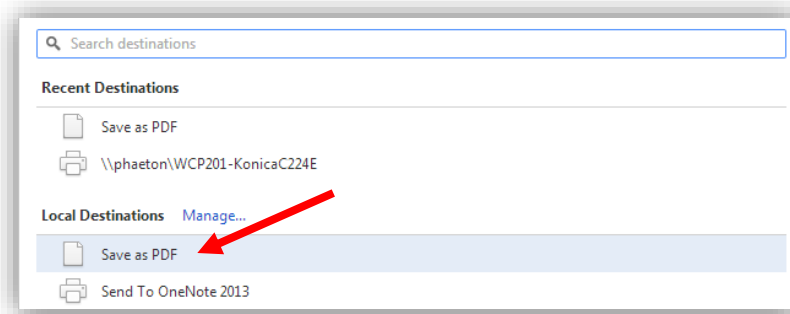 Search destinations
Recent Destinations
Save as PDF
\\phaeton\WCP201-KonicaC224E
Local Destinations Manage...
Save as PDF
Send To OneNote 2013